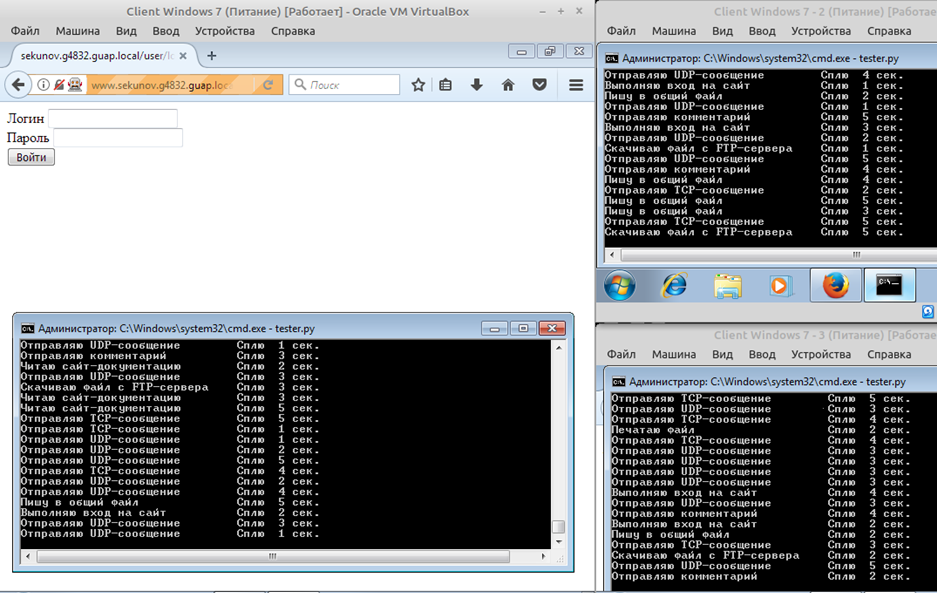 Client Windows 7 (Питание) [Работает] - Oracle VM VirtualBox
Файл Машина Вид Ввод Устройства Справка
sekunov.g4832.guap.local/user/lo
www.sekunov.g4832.guap.loc
Поиск
Логин
Пароль
Войти
Администратор: C:\Windows\system32\cmd.exe - tester.py
Отправляю UDP-сообщение Сплю 1 сек.
Отправляю комментарий Сплю 3 сек.
Читаю сайт-документацию Сплю 2 сек.
Отправляю UDP-сообщение Сплю 3 сек.
Скачиваю файл с FTP-сервера Сплю 3 сек.
Читаю сайт-документацию Сплю 3 сек.
Читаю сайт-документацию Сплю 5 сек.
Отправляю TCP-сообщение Сплю 5 сек.
Отправляю TCP-сообщение Сплю 1 сек.
Отправляю UDP-сообщение Сплю 1 сек.
Отправляю UDP-сообщение Сплю 2 сек.
Отправляю UDP-сообщение Сплю 5 сек.
Отправляю TCP-сообщение Сплю 4 сек.
Отправляю UDP-сообщение Сплю 2 сек.
Отправляю UDP-сообщение Сплю 4 сек.
Пишу в общий файл Сплю 5 сек.
Выполняю вход на сайт Сплю 2 сек.
Отправляю UDP-сообщение Сплю 3 сек.
Отправляю UDP-сообщение Сплю 1 сек.
Client Windows 7 - 2 (Питание) [Работае
Файл Машина Вид Ввод Устройства Справка
Администратор: C:\Windows\system32\cmd.exe - tester.py
Отправляю UDP-сообщение Сплю 4 сек.
Выполняю вход на сайт Сплю 1 сек.
Пишу в общий файл Сплю 2 сек.
Отправляю UDP-сообщение Сплю 1 сек.
Отправляю комментарий Сплю 5 сек.
Выполняю вход на сайт Сплю 3 сек.
Отправляю UDP-сообщение Сплю 2 сек.
Скачиваю файл с FTP-сервера Сплю 1 сек.
Отправляю UDP-сообщение Сплю 5 сек.
Отправляю комментарий Сплю 4 сек.
Пишу в общий файл Сплю 4 сек.
Отправляю TCP-сообщение Сплю 2 сек.
Пишу в общий файл Сплю 5 сек.
Пишу в общий файл Сплю 3 сек.
Отправляю TCP-сообщение Сплю 5 сек.
Скачиваю файл с FTP-сервера Сплю 5 сек.
Client Windows 7 - 3 (Питание) [Работае
Файл Машина Вид Ввод Устройства Справка
Администратор: C:\Windows\system32\cmd.exe - tester.py
Отправляю TCP-сообщение Сплю 5 сек.
Отправляю UDP-сообщение Сплю 3 сек.
Отправляю TCP-сообщение Сплю 4 сек.
Печатаю файл Сплю 2 сек.
Отправляю TCP-сообщение Сплю 4 сек.
Отправляю UDP-сообщение Сплю 3 сек.
Отправляю UDP-сообщение Сплю 3 сек.
Отправляю UDP-сообщение Сплю 3 сек.
Отправляю UDP-сообщение Сплю 3 сек.
Выполняю вход на сайт Сплю 4 сек.
Отправляю UDP-сообщение Сплю 3 сек.
Отправляю комментарий Сплю 4 сек.
Выполняю вход на сайт Сплю 2 сек.
Пишу в общий файл Сплю 2 сек.
Отправляю TCP-сообщение Сплю 3 сек.
Скачиваю файл с FTP-сервера Сплю 2 сек.
Отправляю UDP-сообщение Сплю 5 сек.
Отправляю комментарий Сплю 2 сек.